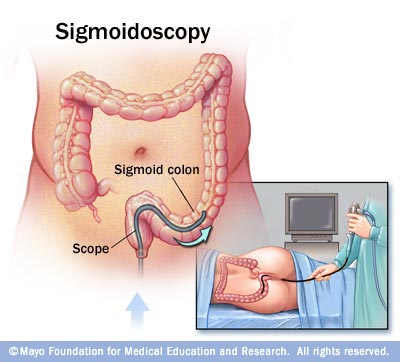 Sigmoidoscopy
Sigmoid colon
Scope
©Mayo Foundation for Medical Education and Research. All rights reserved.